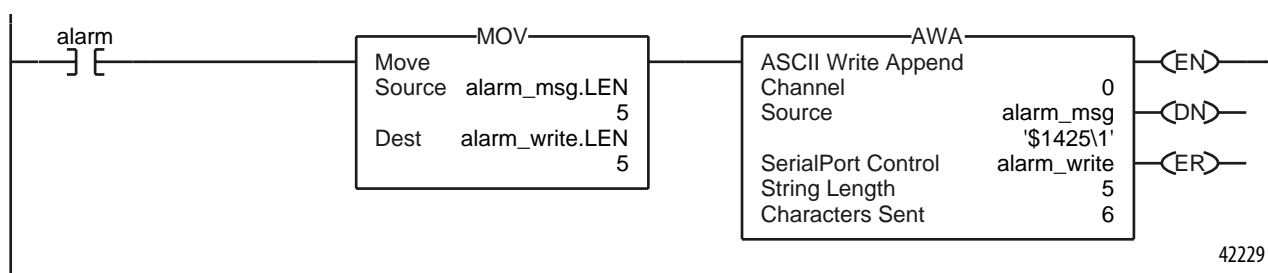 alarm
MOV
Move
Source alarm_msg.LEN
5
Dest alarm_write.LEN
5
AWA
ASCII Write Append
Channel 0
Source alarm_msg
'$1425\1'
SerialPort Control alarm_write
String Length 5
Characters Sent 6
EN
DN
ER
42229